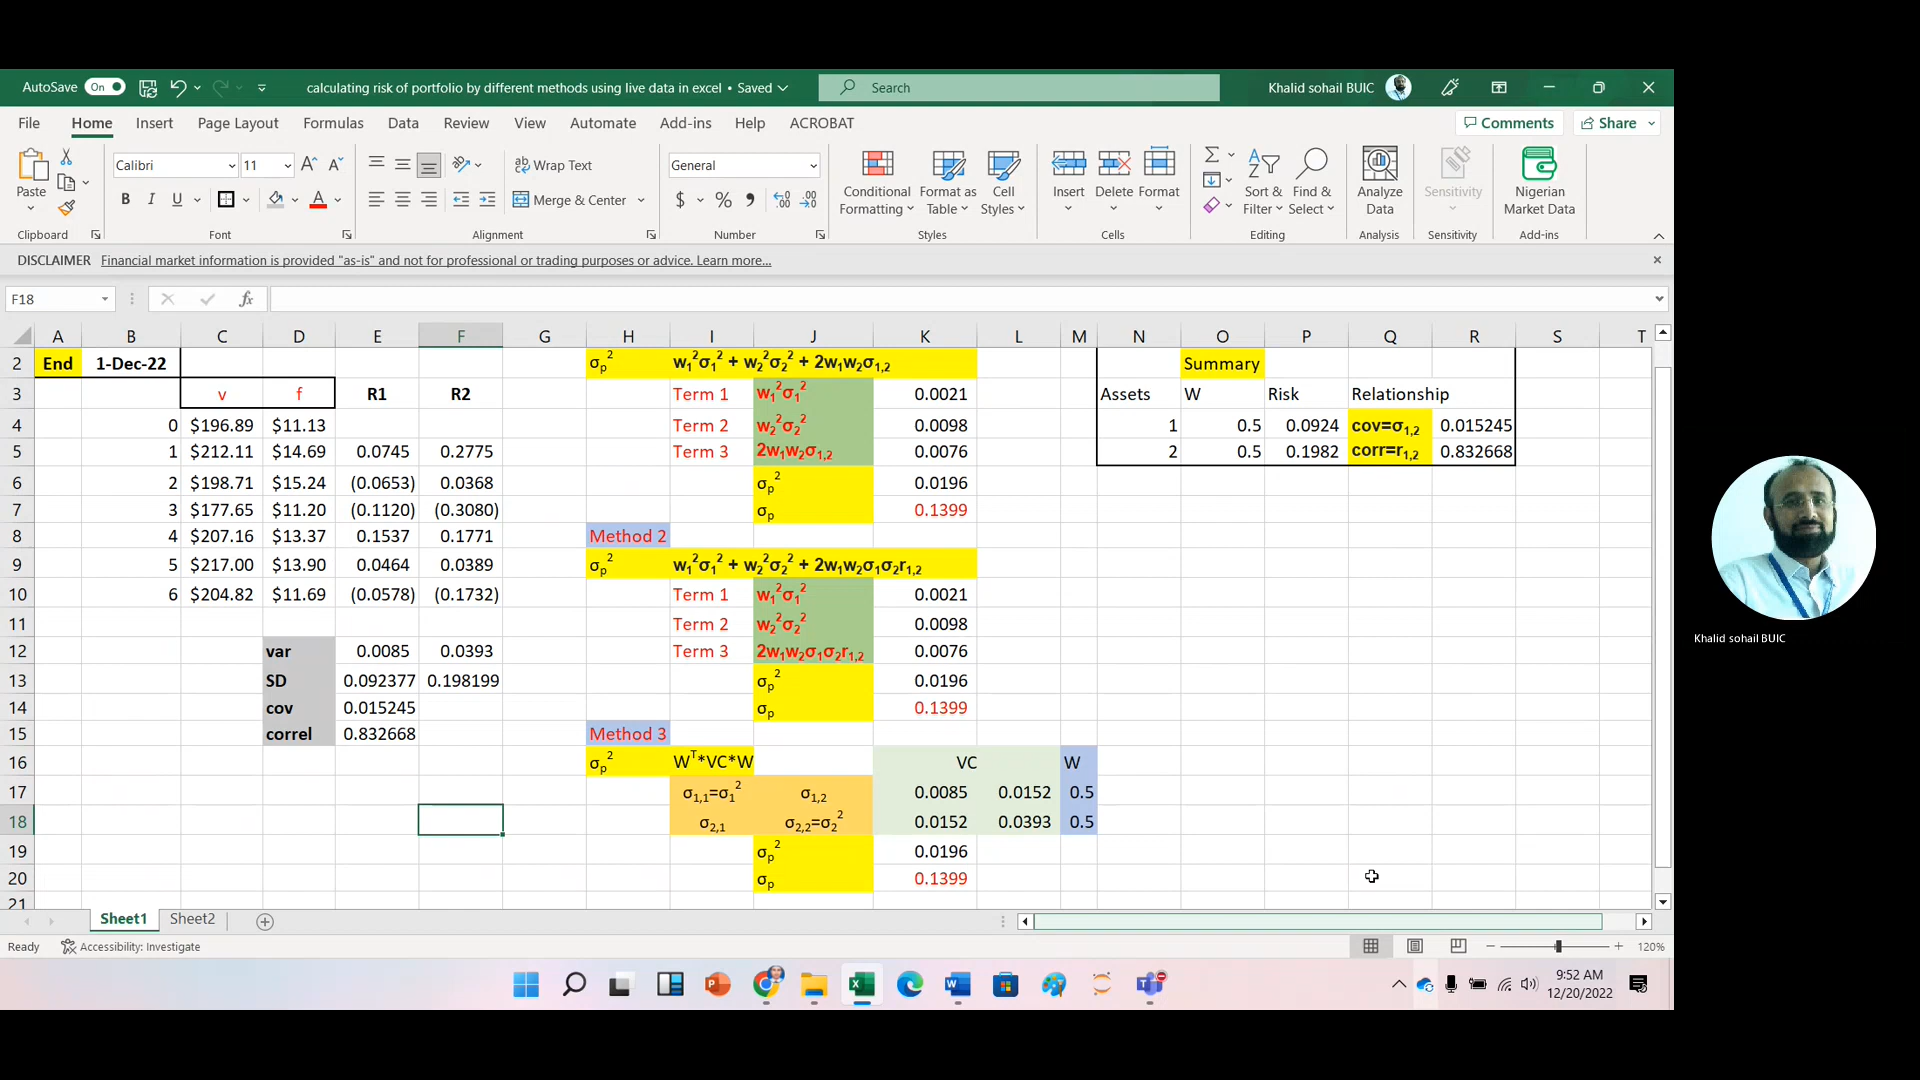 AutoSave On calculating risk of portfolio by different methods using live data in excel • Saved Search Khalid sohail BUIC
File Home Insert Page Layout Formulas Data Review View Automate Add-ins Help ACROBAT Comments Share
Calibri 11 Wrap Text General
Paste Conditional Formatting Format as Table Cell Styles Insert Delete Format Sort & Filter Find & Select Analyze Data Sensitivity Nigerian Market Data
B I U Merge & Center $ %
Clipboard Font Alignment Number Styles Cells Editing Analysis Sensitivity Add-ins
DISCLAIMER Financial market information is provided "as-is" and not for professional or trading purposes or advice. Learn more...
F18 fx
A B C D E F G H I J K L M N O P Q R S T
2 End 1-Dec-22 σp² w₁²σ₁² + w₂²σ₂² + 2w₁w₂σ₁,₂ Summary
3 v f R1 R2 Term 1 w₁²σ₁² 0.0021 Assets W Risk Relationship
4 0 $196.89 $11.13 Term 2 w₂²σ₂² 0.0098 1 0.5 0.0924 cov=σ₁,₂ 0.015245
5 1 $212.11 $14.69 0.0745 0.2775 Term 3 2w₁w₂σ₁,₂ 0.0076 2 0.5 0.1982 corr=r₁,₂ 0.832668
6 2 $198.71 $15.24 (0.0653) 0.0368 σp² 0.0196
7 3 $177.65 $11.20 (0.1120) (0.3080) σp 0.1399
8 4 $207.16 $13.37 0.1537 0.1771 Method 2
9 5 $217.00 $13.90 0.0464 0.0389 σp² w₁²σ₁² + w₂²σ₂² + 2w₁w₂σ₁σ₂r₁,₂
10 6 $204.82 $11.69 (0.0578) (0.1732) Term 1 w₁²σ₁² 0.0021
11 Term 2 w₂²σ₂² 0.0098
12 var 0.0085 0.0393 Term 3 2w₁w₂σ₁σ₂r₁,₂ 0.0076
13 SD 0.092377 0.198199 σp² 0.0196
14 cov 0.015245 σp 0.1399
15 correl 0.832668 Method 3
16 σp² Wᵀ*VC*W VC W
17 σ₁,₁=σ₁² σ₁,₂ 0.0085 0.0152 0.5
18 σ₂,₁ σ₂,₂=σ₂² 0.0152 0.0393 0.5
19 σp² 0.0196
20 σp 0.1399
21
Sheet1 Sheet2
Ready Accessibility: Investigate 120%
9:52 AM
12/20/2022
Khalid sohail BUIC